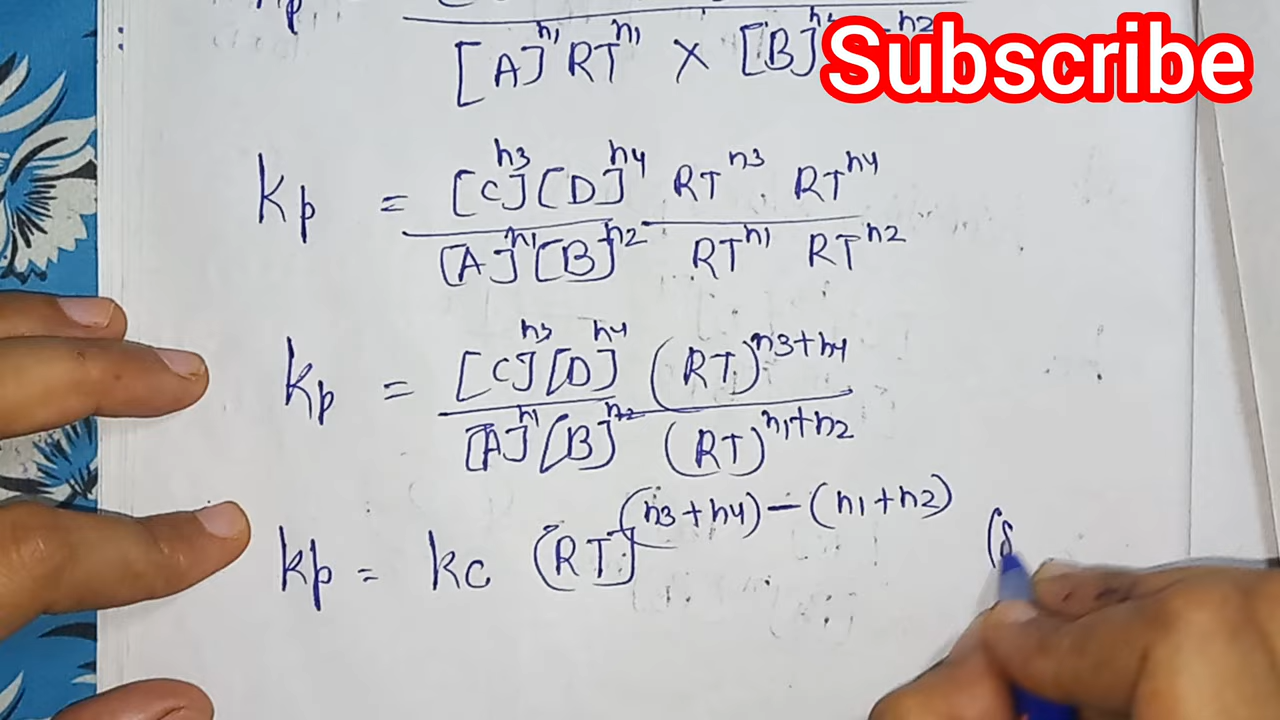 Subscribe
[A]^n1 RT^n1 × [B]
kp = [C]^n3 [D]^n4 RT^n3 RT^n4
[A]^n1 [B]^n2 RT^n1 RT^n2
kp = [C]^n3 [D]^n4 (RT)^n3+n4
[A]^n1 [B]^n2 (RT)^n1+n2
kp = kc (RT)^(n3+n4)-(n1+n2) (